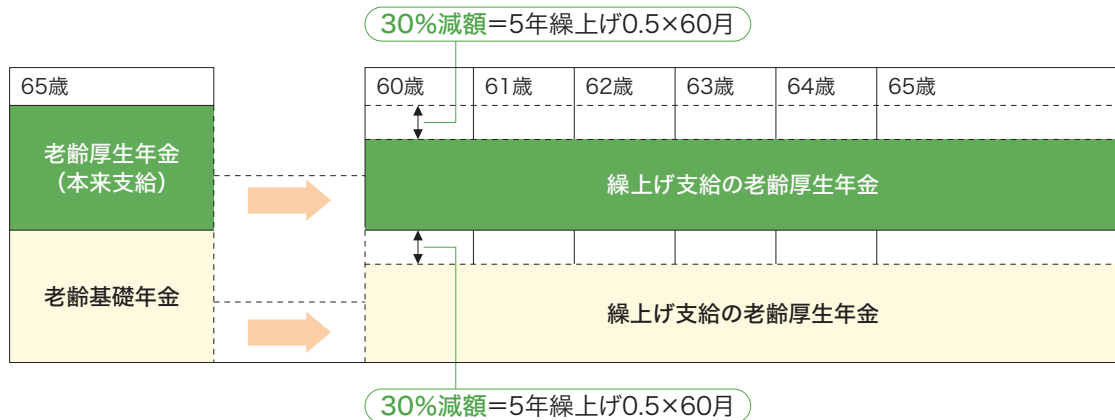 30%減額=5年繰上げ0.5×60月
65歳
60歳 61歳 62歳 63歳 64歳 65歳
老齢厚生年金
(本来支給)
繰上げ支給の老齢厚生年金
老齢基礎年金
繰上げ支給の老齢厚生年金
30%減額=5年繰上げ0.5×60月